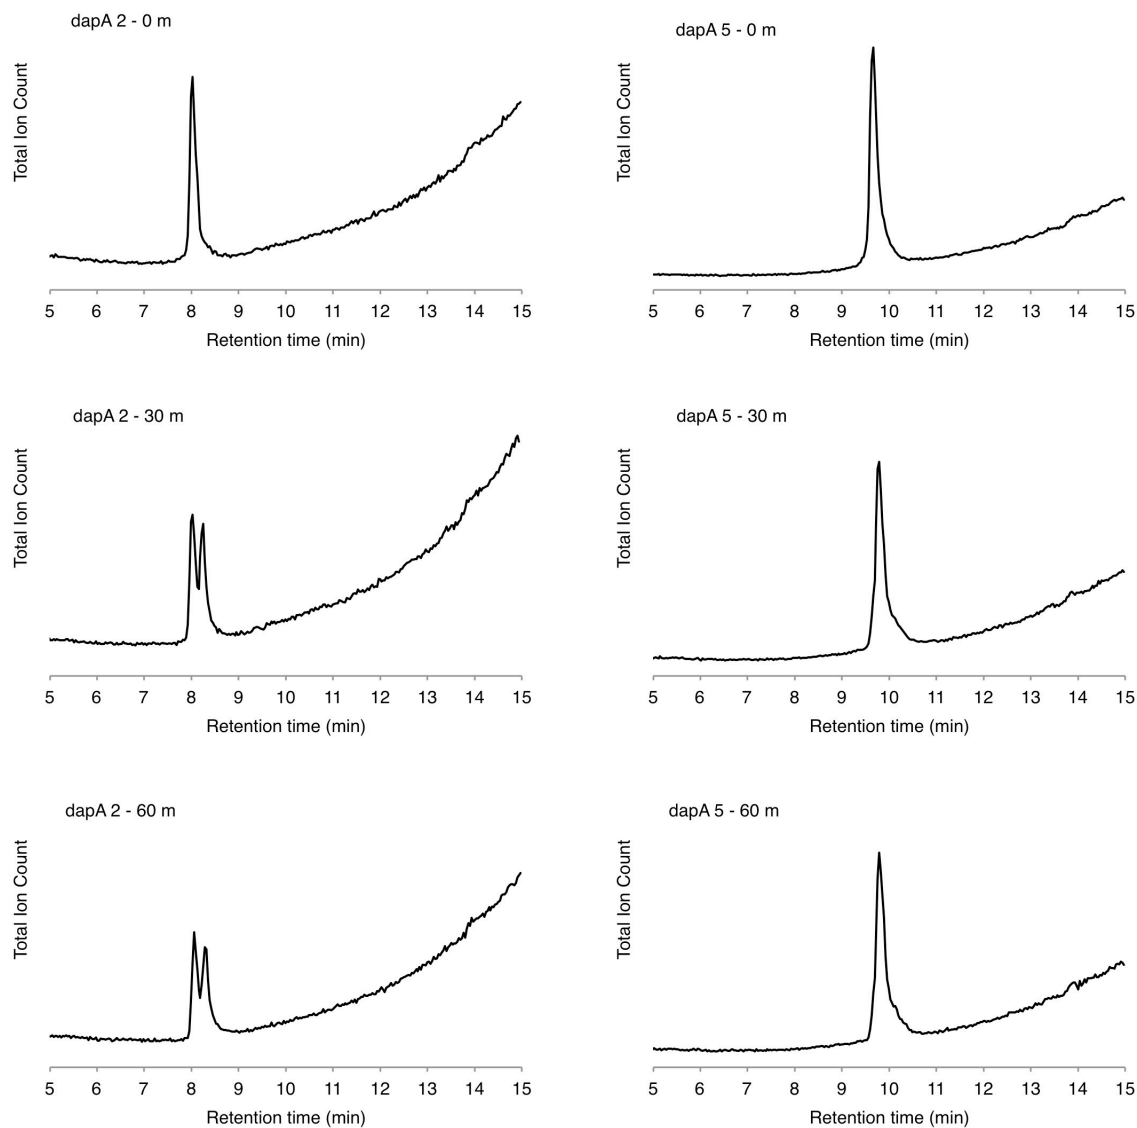 dapA 2 - 0 m
Total Ion Count
5 6 7 8 9 10 11 12 13 14 15
Retention time (min)
dapA 5 - 0 m
Total Ion Count
5 6 7 8 9 10 11 12 13 14 15
Retention time (min)
dapA 2 - 30 m
Total Ion Count
5 6 7 8 9 10 11 12 13 14 15
Retention time (min)
dapA 5 - 30 m
Total Ion Count
5 6 7 8 9 10 11 12 13 14 15
Retention time (min)
dapA 2 - 60 m
Total Ion Count
5 6 7 8 9 10 11 12 13 14 15
Retention time (min)
dapA 5 - 60 m
Total Ion Count
5 6 7 8 9 10 11 12 13 14 15
Retention time (min)